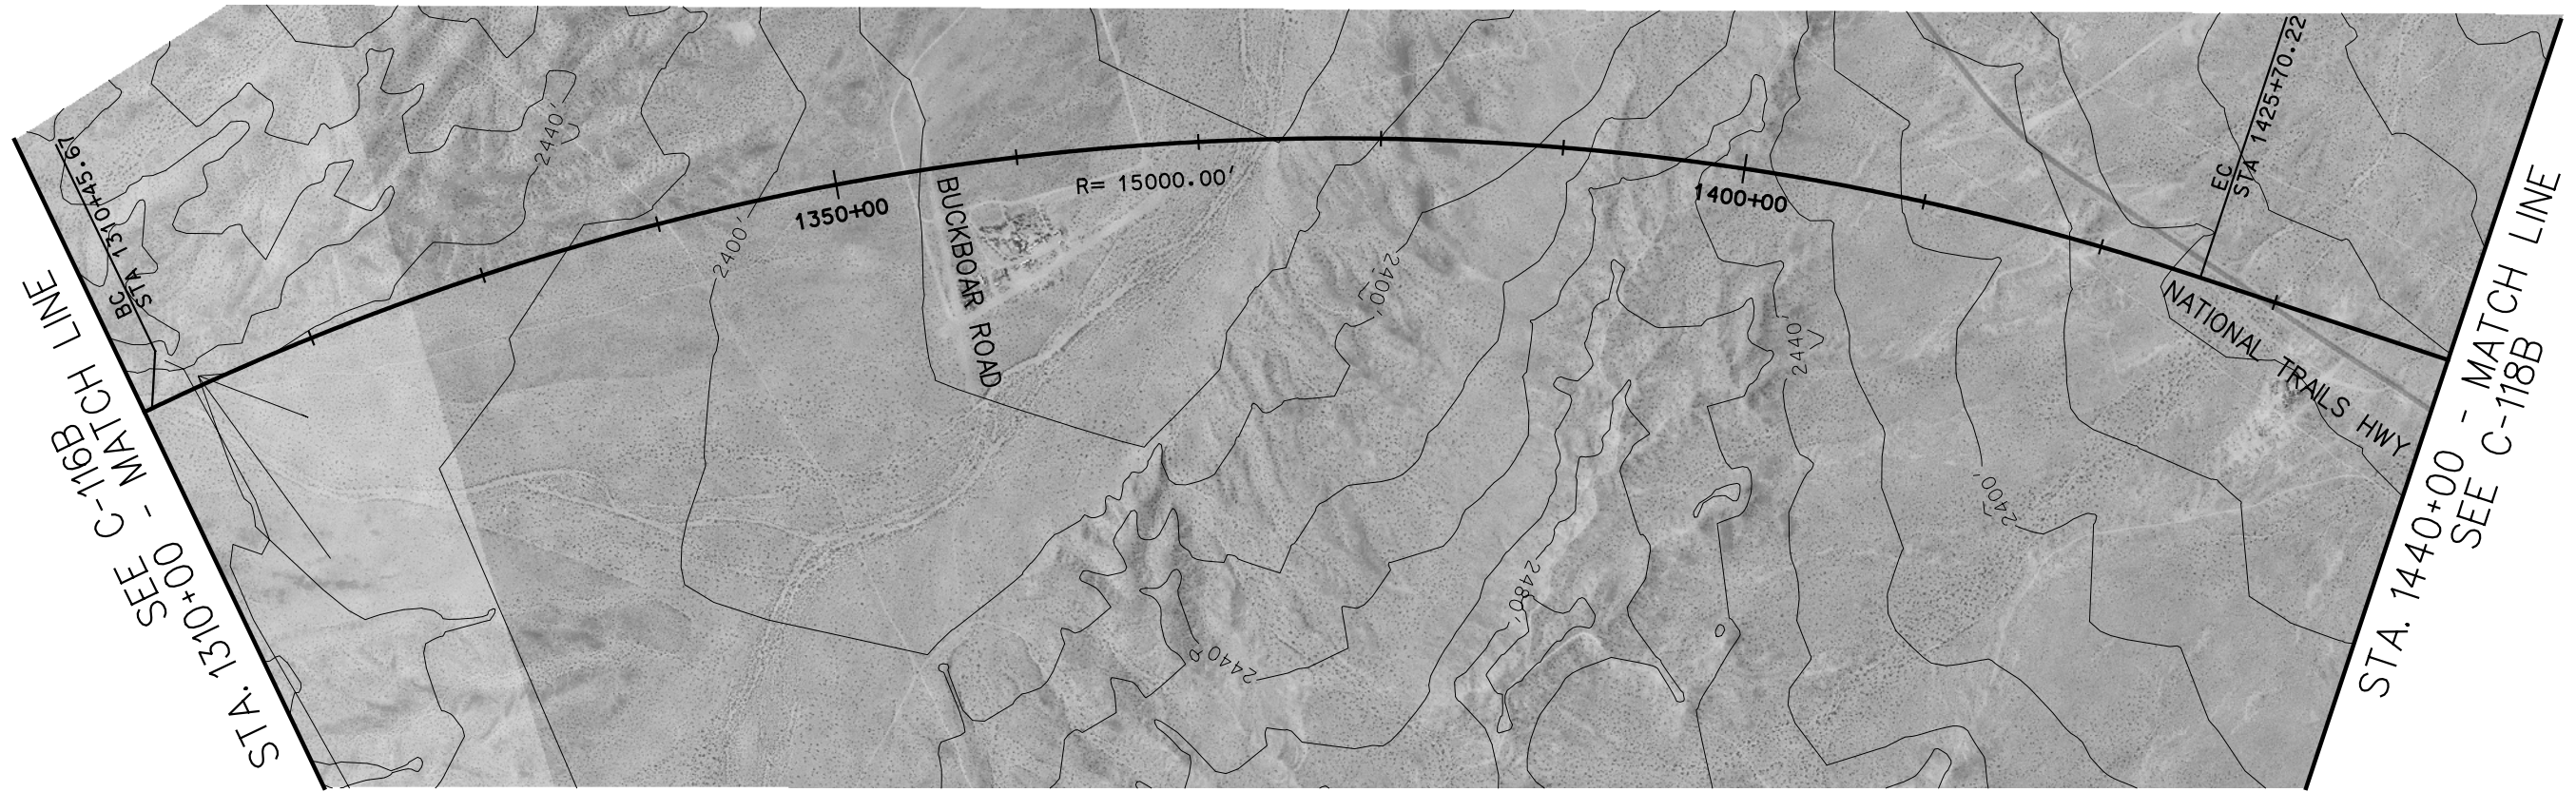 SEE C-116B
STA. 1310+00 - MATCH LINE
BC
STA 1310+45.67
2440'
2400'
1350+00
BUCKBOAR ROAD
R= 15000.00'
2400'
2440'
2480'
1400+00
2440'
2400'
EC
STA 1425+70.22
NATIONAL TRAILS HWY
STA. 1440+00 - MATCH LINE
SEE C-118B